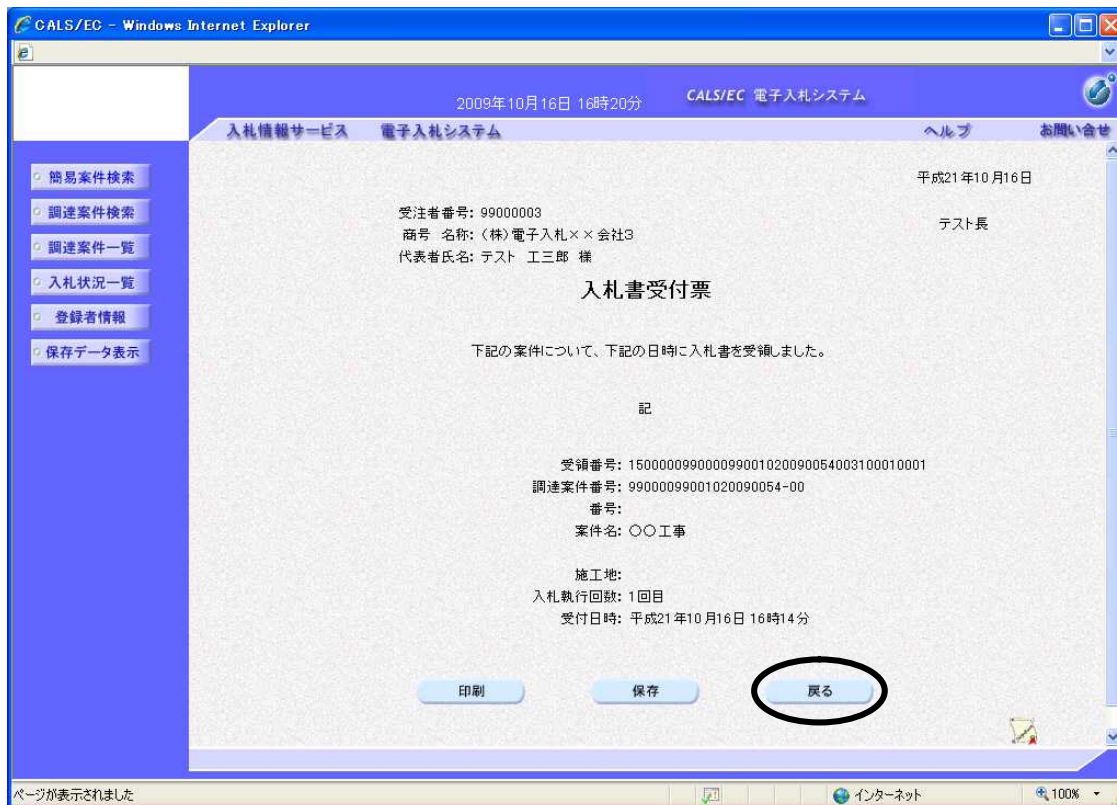 CALS/EC - Windows Internet Explorer
2009年10月16日 16時20分
CALS/EC 電子入札システム
入札情報サービス 電子入札システム ヘルプ お問い合せ
簡易案件検索
調達案件検索
調達案件一覧
入札状況一覧
登録者情報
保存データ表示
平成21年10月16日
受注者番号: 99000003
商号 名称: (株)電子入札××会社3
代表者氏名: テスト 工三郎 様
テスト長
入札書受付票
下記の案件について、下記の日時に入札書を受領しました。
記
受領番号: 150000099000099001020090054003100010001
調達案件番号: 99000099001020090054-00
番号:
案件名: 〇〇工事
施工地:
入札執行回数: 1回目
受付日時: 平成21年10月16日 16時14分
印刷 保存 戻る
ページが表示されました インターネット 100%